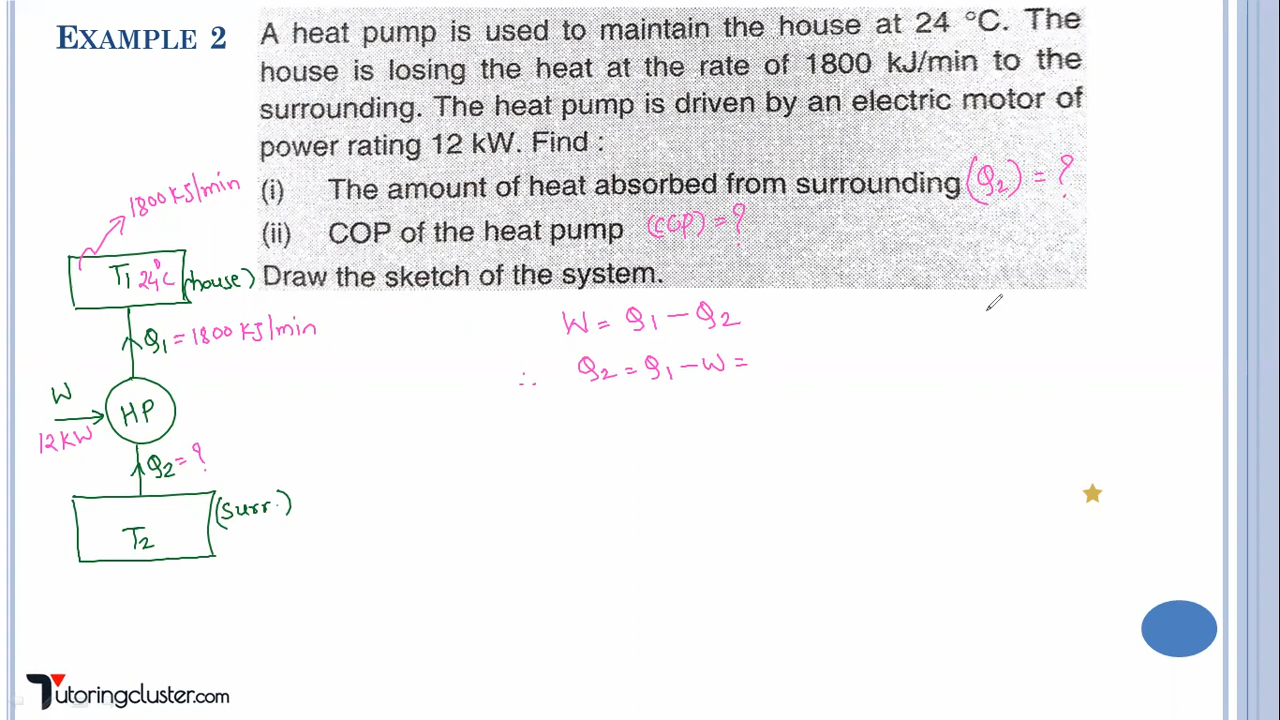 EXAMPLE 2
A heat pump is used to maintain the house at 24 °C. The
house is losing the heat at the rate of 1800 kJ/min to the
surrounding. The heat pump is driven by an electric motor of
power rating 12 kW. Find :
(i) The amount of heat absorbed from surrounding (Q2) = ?
(ii) COP of the heat pump (COP) = ?
Draw the sketch of the system.
1800 KJ/min
T1 24°C (house)
Q1 = 1800 KJ/min
W
HP
12 KW
Q2 = ?
(Surr.)
T2
W = Q1 - Q2
∴ Q2 = Q1 - W =
Tutoringcluster.com